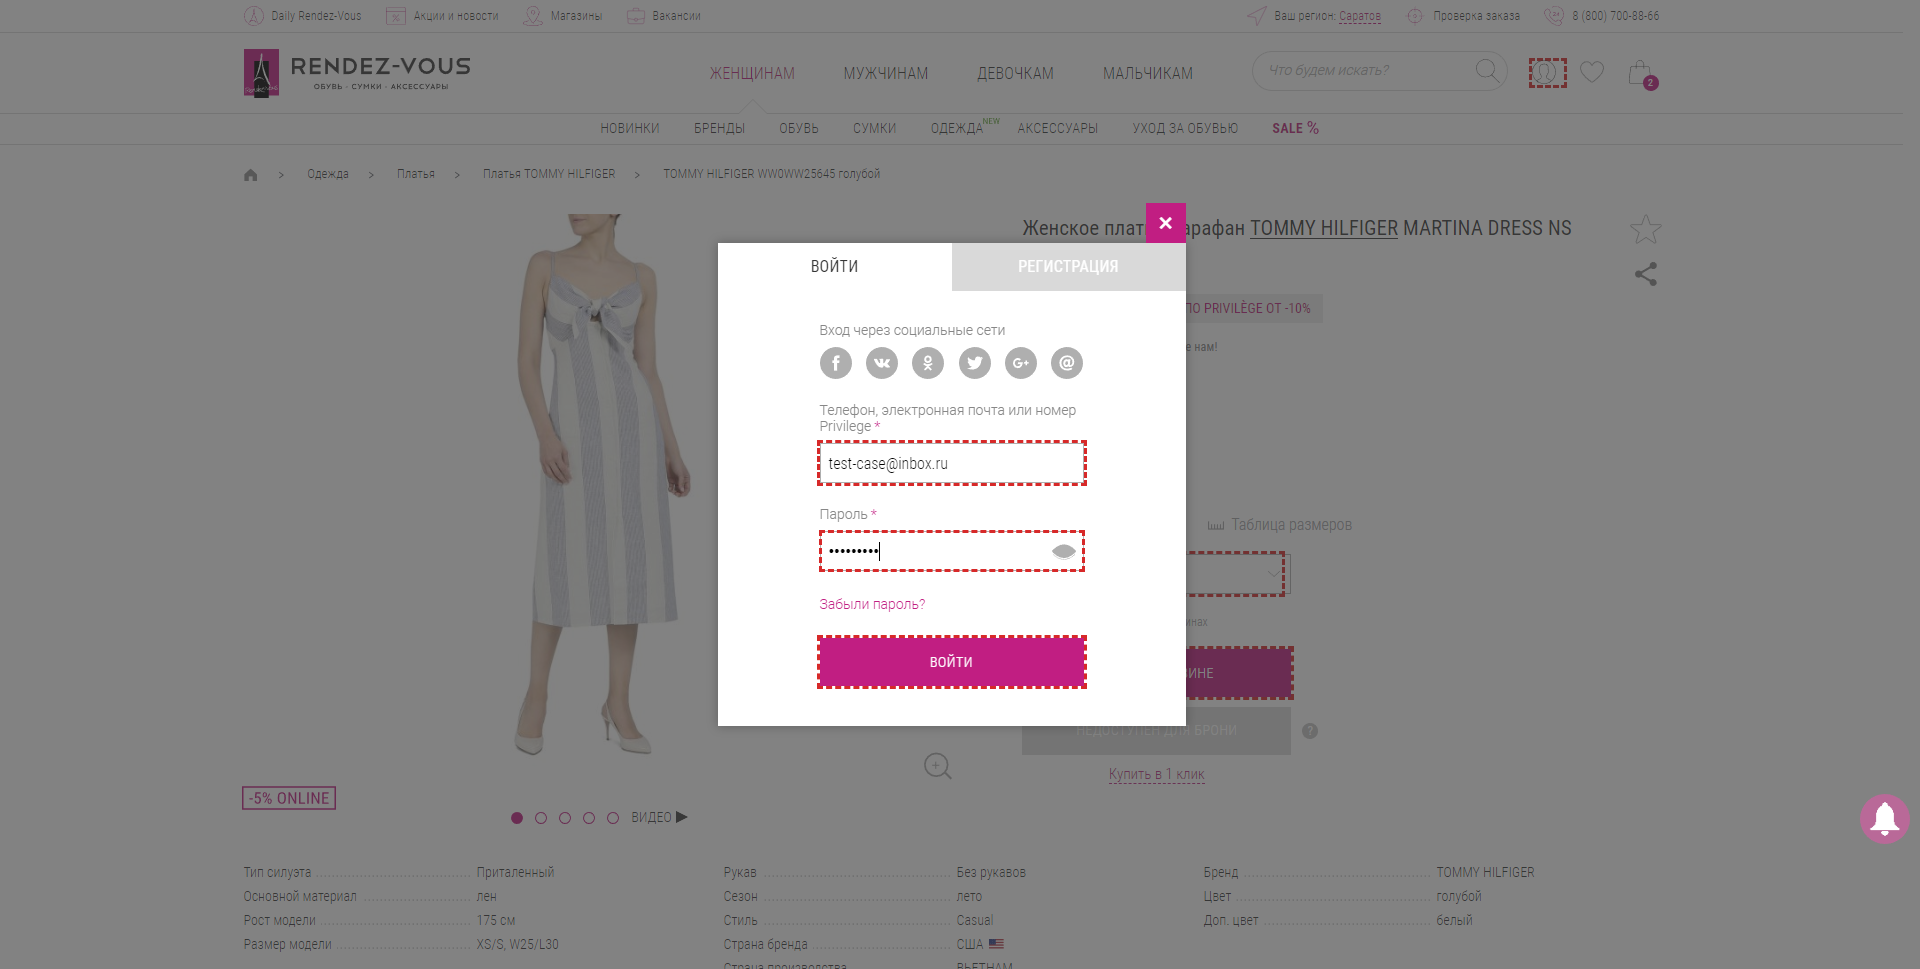 Daily Rendez-Vous
Акции и новости
Магазины
Вакансии
Ваш регион: Саратов
Проверка заказа
8 (800) 700-88-66
RENDEZ-VOUS
ОБУВЬ · СУМКИ · АКСЕССУАРЫ
ЖЕНЩИНАМ
МУЖЧИНАМ
ДЕВОЧКАМ
МАЛЬЧИКАМ
Что будем искать?
2
НОВИНКИ
БРЕНДЫ
ОБУВЬ
СУМКИ
ОДЕЖДА NEW
АКСЕССУАРЫ
УХОД ЗА ОБУВЬЮ
SALE %
Одежда
Платья
Платья TOMMY HILFIGER
TOMMY HILFIGER WW0WW25645 голубой
Женское плат арафан TOMMY HILFIGER MARTINA DRESS NS
ПО PRIVILÈGE ОТ -10%
е нам!
ВОЙТИ
РЕГИСТРАЦИЯ
Вход через социальные сети
Телефон, электронная почта или номер
Privilege *
test-case@inbox.ru
Пароль *
•••••••••
Забыли пароль?
ВОЙТИ
Таблица размеров
инах
ЗИНЕ
НЕДОСТУПЕН ДЛЯ БРОНИ
?
Купить в 1 клик
-5% ONLINE
ВИДЕО
Тип силуэта Приталенный
Основной материал лен
Рост модели 175 см
Размер модели XS/S, W25/L30
Рукав Без рукавов
Сезон лето
Стиль Casual
Страна бренда США
Страна производства ВЬЕТНАМ
Бренд TOMMY HILFIGER
Цвет голубой
Доп. цвет белый